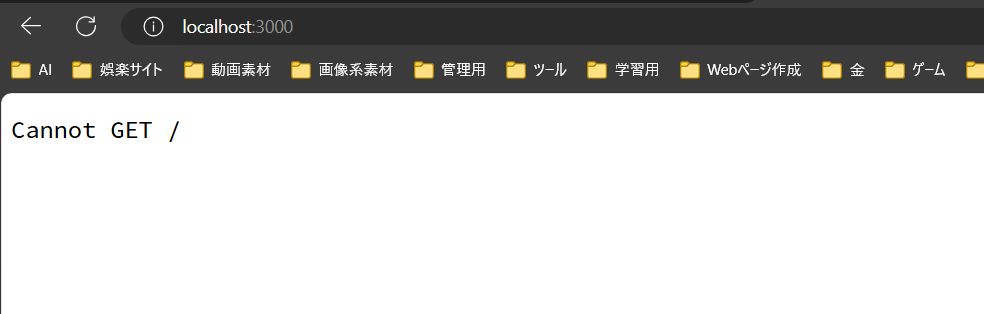 localhost:3000
AI 娯楽サイト 動画素材 画像系素材 管理用 ツール 学習用 Webページ作成 金 ゲーム
Cannot GET /